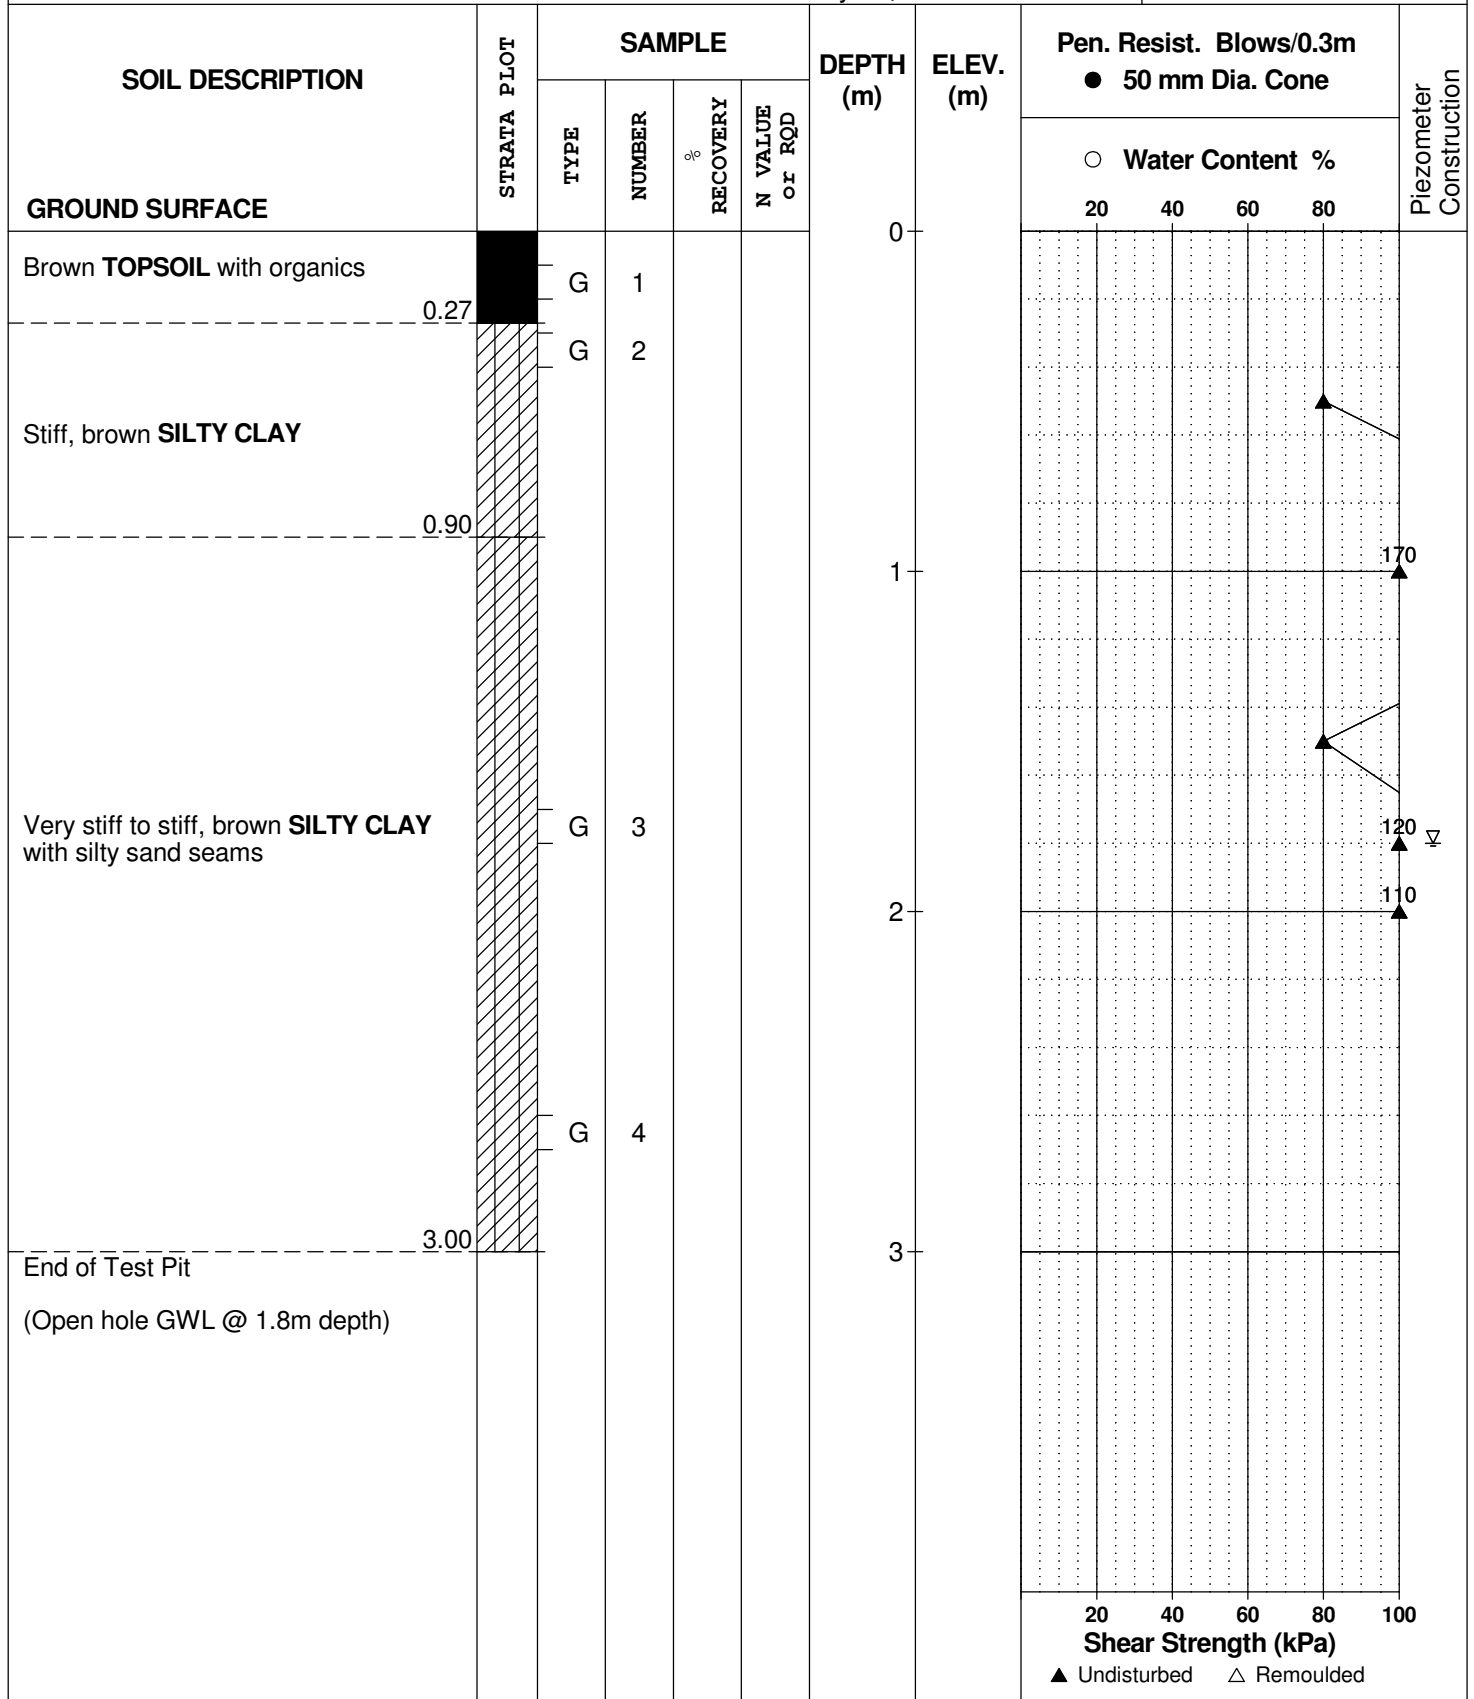 SOIL DESCRIPTION
GROUND SURFACE
STRATA PLOT
SAMPLE
TYPE
NUMBER
%
RECOVERY
N VALUE
or RQD
DEPTH
(m)
ELEV.
(m)
Pen. Resist. Blows/0.3m
● 50 mm Dia. Cone
○ Water Content %
20 40 60 80
Piezometer
Construction
0
Brown TOPSOIL with organics
G 1
0.27
G 2
Stiff, brown SILTY CLAY
0.90
170
1
Very stiff to stiff, brown SILTY CLAY
with silty sand seams
G 3
120
110
2
G 4
3.00
3
End of Test Pit
(Open hole GWL @ 1.8m depth)
20 40 60 80 100
Shear Strength (kPa)
▲ Undisturbed △ Remoulded